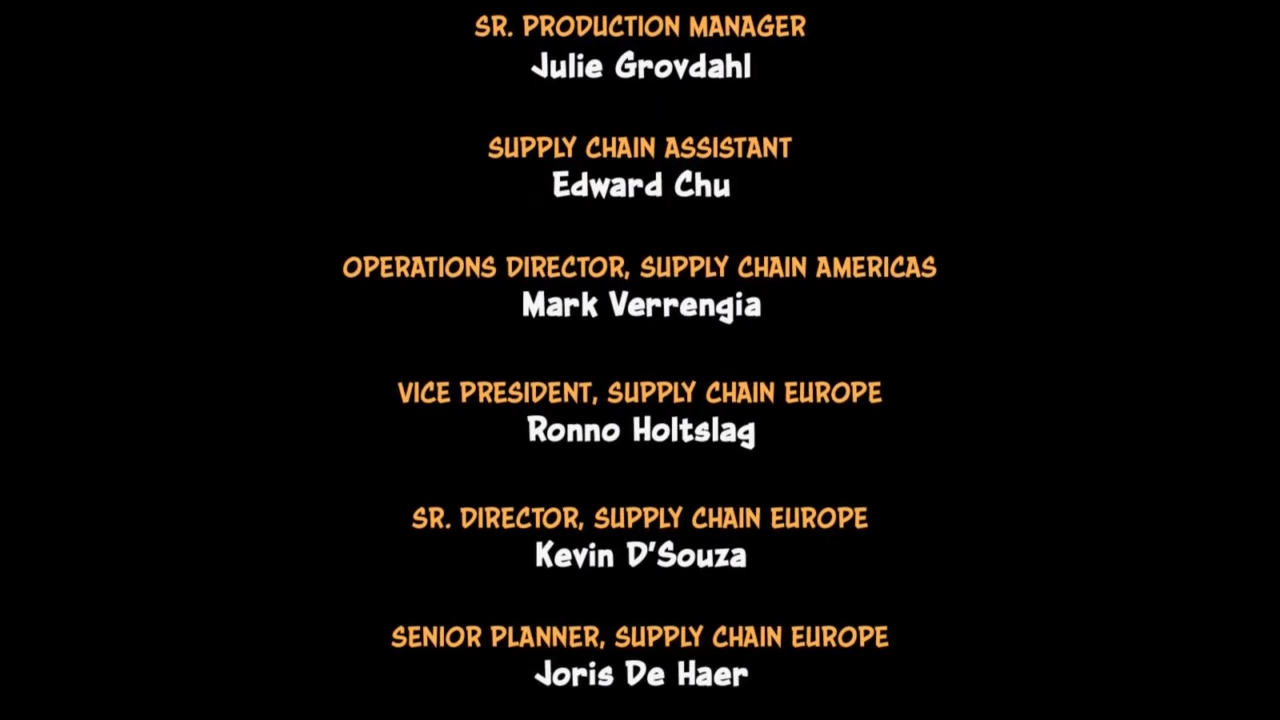 SR. PRODUCTION MANAGER
Julie Grovdahl
SUPPLY CHAIN ASSISTANT
Edward Chu
OPERATIONS DIRECTOR, SUPPLY CHAIN AMERICAS
Mark Verrengia
VICE PRESIDENT, SUPPLY CHAIN EUROPE
Ronno Holtslag
SR. DIRECTOR, SUPPLY CHAIN EUROPE
Kevin D'Souza
SENIOR PLANNER, SUPPLY CHAIN EUROPE
Joris De Haer